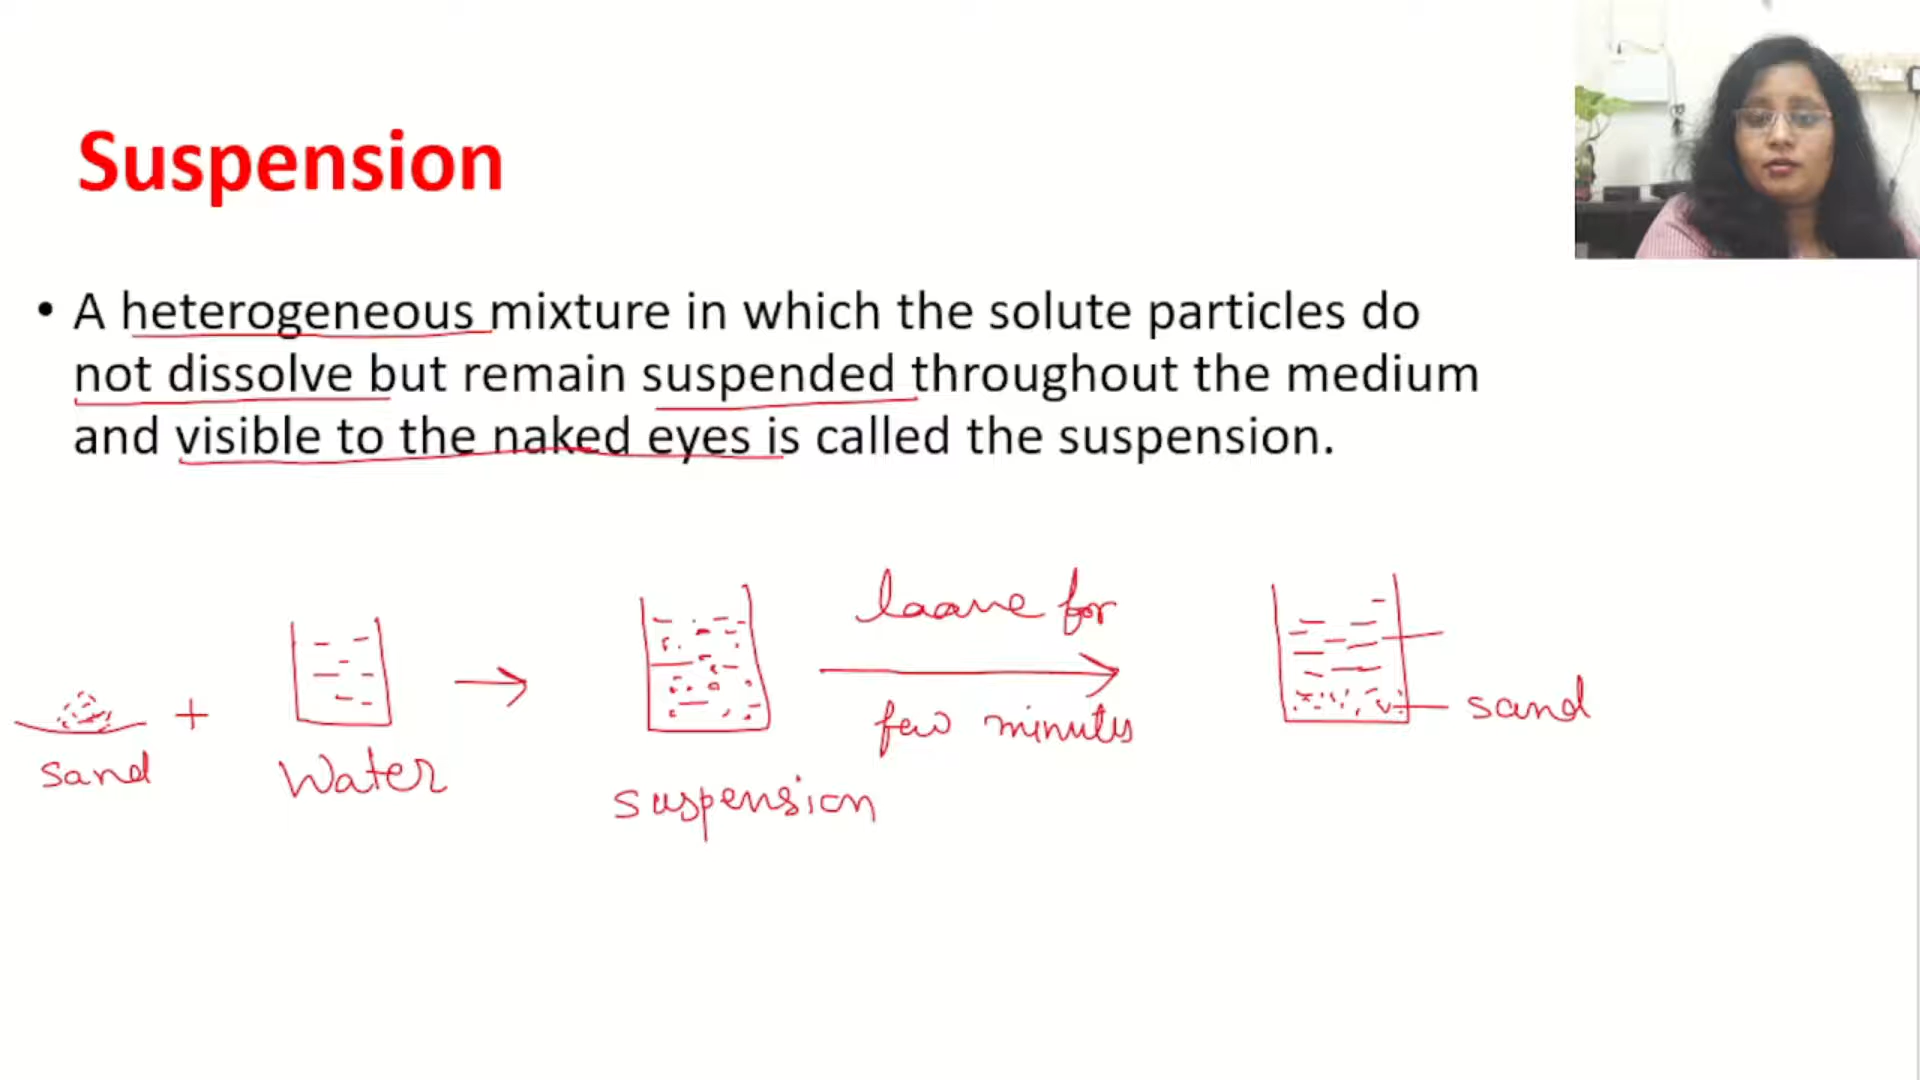 Suspension
• A heterogeneous mixture in which the solute particles do
not dissolve but remain suspended throughout the medium
and visible to the naked eyes is called the suspension.
laave for
few minutes
sand
+
sand
Water
suspension